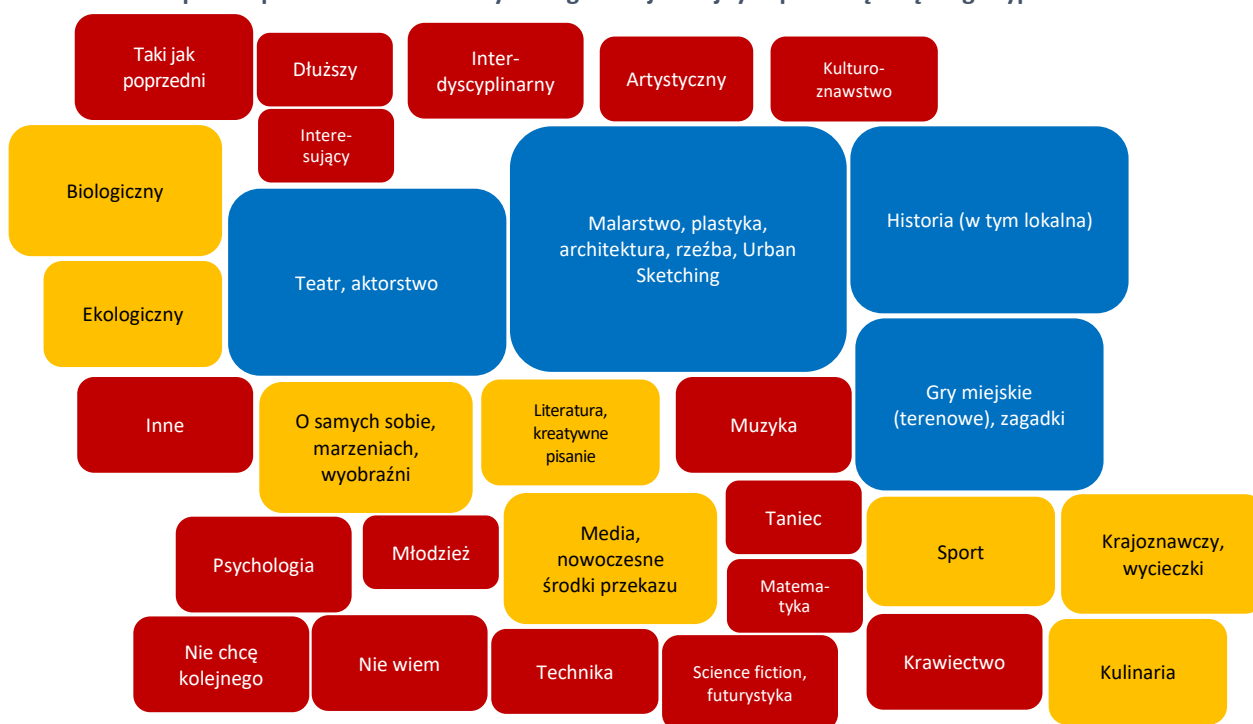 Taki jak
poprzedni
Dłuższy
Inter-
dyscyplinarny
Artystyczny
Kulturo-
znawstwo
Intere-
sujący
Biologiczny
Malarstwo, plastyka,
architektura, rzeźba, Urban
Sketching
Historia (w tym lokalna)
Teatr, aktorstwo
Ekologiczny
Gry miejskie
(terenowe), zagadki
Inne
O samych sobie,
marzeniach,
wyobraźni
Literatura,
kreatywne
pisanie
Muzyka
Psychologia
Młodzież
Media,
nowoczesne
środki przekazu
Taniec
Sport
Krajoznawczy,
wycieczki
Matema-
tyka
Nie chcę
kolejnego
Nie wiem
Technika
Science fiction,
futurystyka
Krawiectwo
Kulinaria